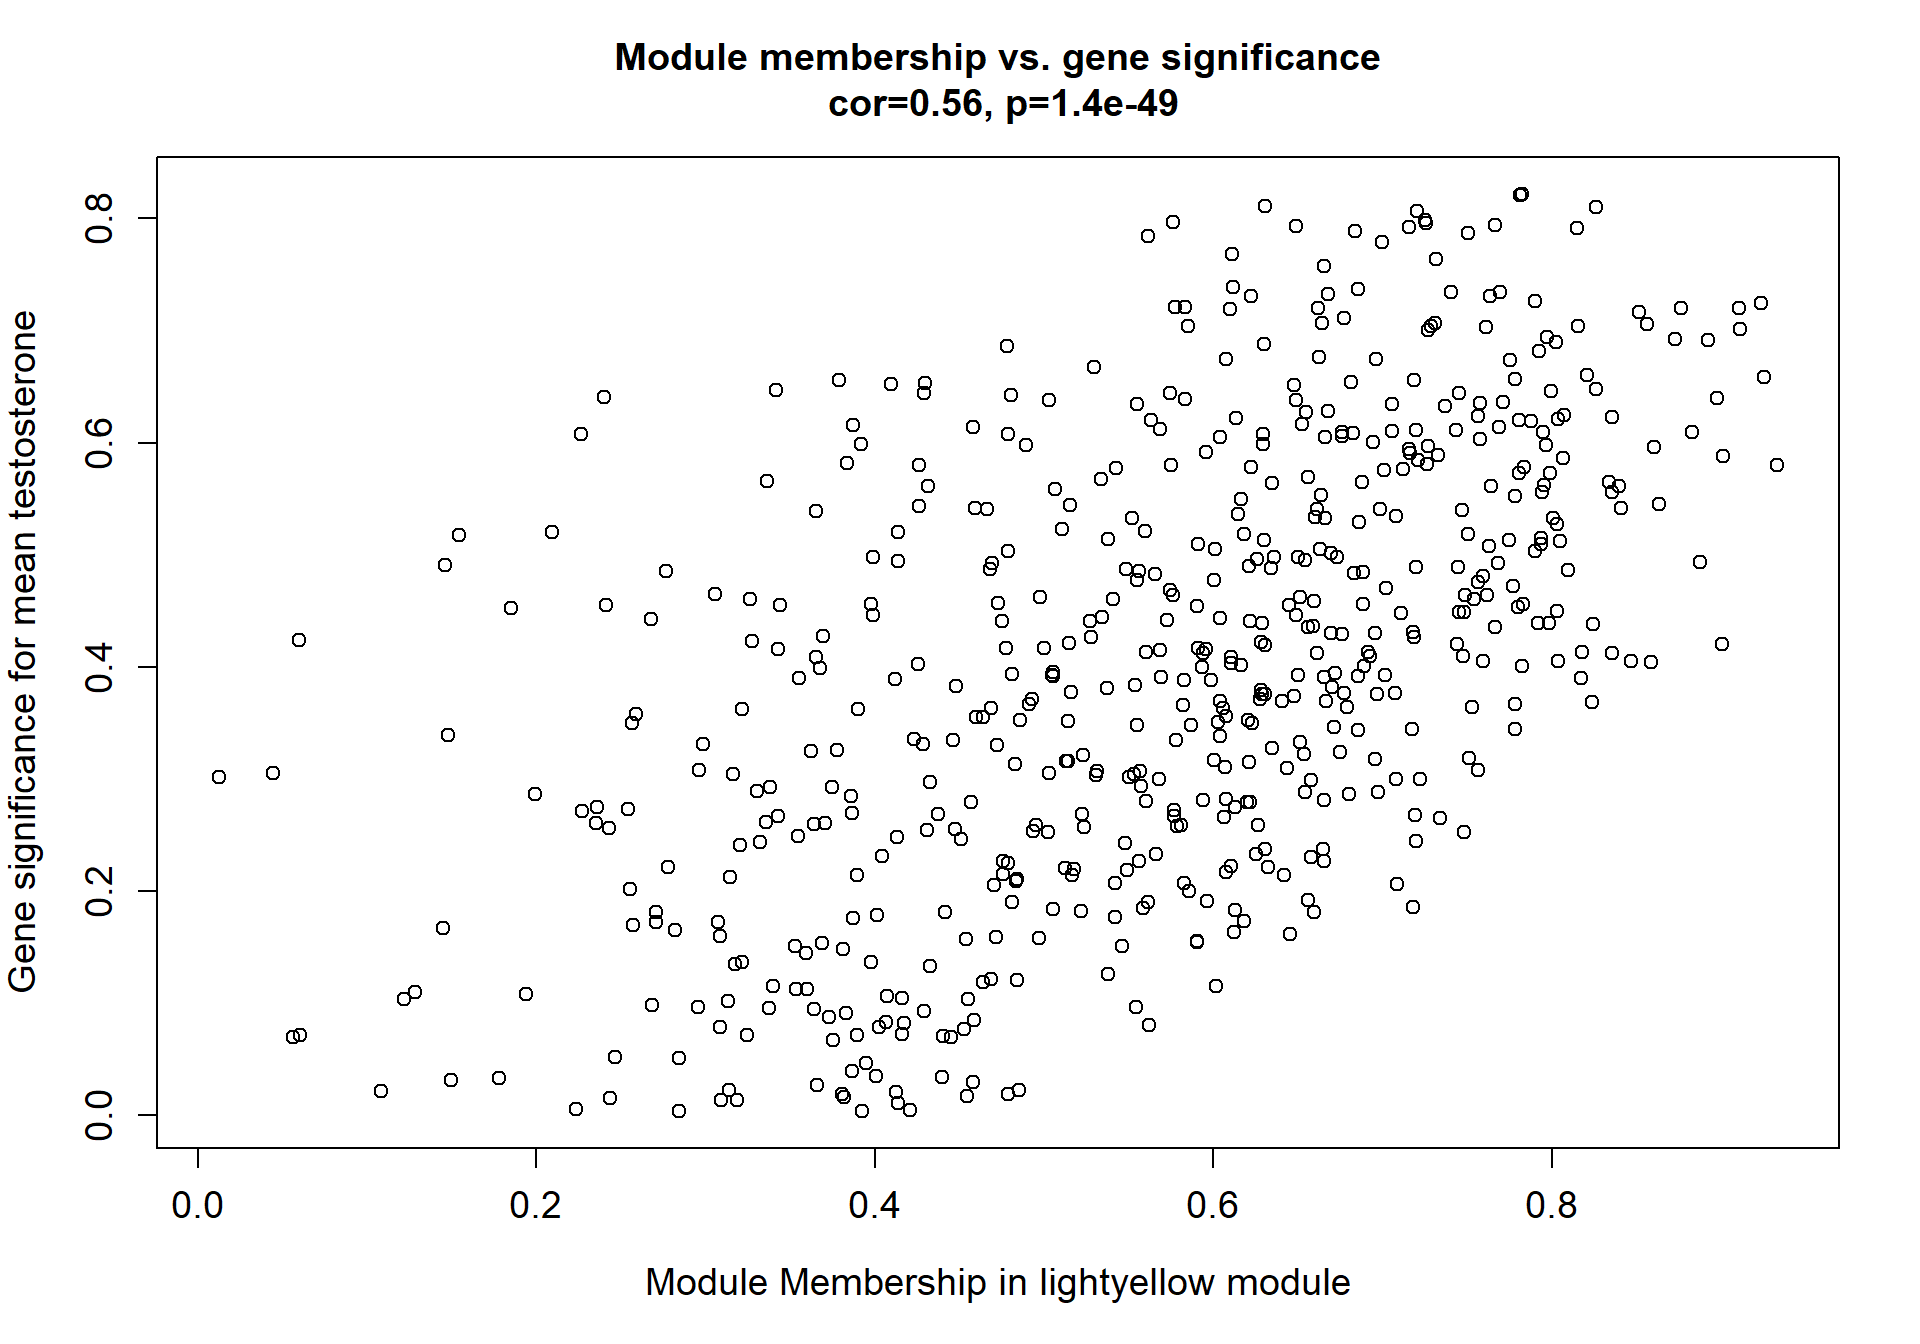 Module membership vs. gene significance
cor=0.56, p=1.4e-49
Gene significance for mean testosterone
0.8
0.6
0.4
0.2
0.0
0.0 0.2 0.4 0.6 0.8
Module Membership in lightyellow module